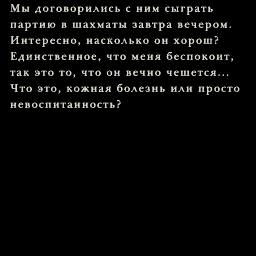 Мы договорились с ним сыграть
партию в шахматы завтра вечером.
Интересно, насколько он хорош?
Единственное, что меня беспокоит,
так это то, что он вечно чешется...
Что это, кожная болезнь или просто
невоспитанность?